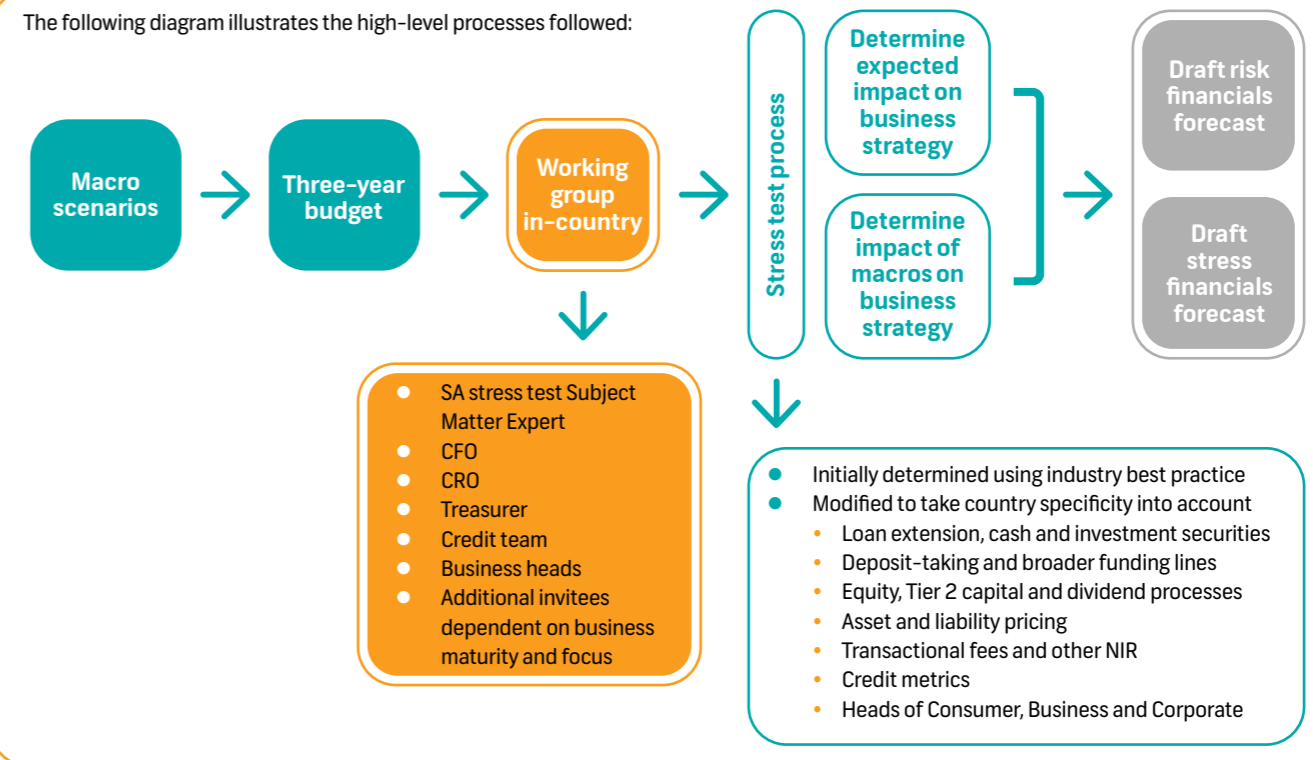 The following diagram illustrates the high-level processes followed:
Macro
scenarios
Three-year
budget
Working
group
in-country
Stress test process
Determine
expected
impact on
business
strategy
Determine
impact of
macros on
business
strategy
Draft risk
financials
forecast
Draft
stress
financials
forecast
SA stress test Subject
Matter Expert
CFO
CRO
Treasurer
Credit team
Business heads
Additional invitees
dependent on business
maturity and focus
Initially determined using industry best practice
Modified to take country specificity into account
Loan extension, cash and investment securities
Deposit-taking and broader funding lines
Equity, Tier 2 capital and dividend processes
Asset and liability pricing
Transactional fees and other NIR
Credit metrics
Heads of Consumer, Business and Corporate